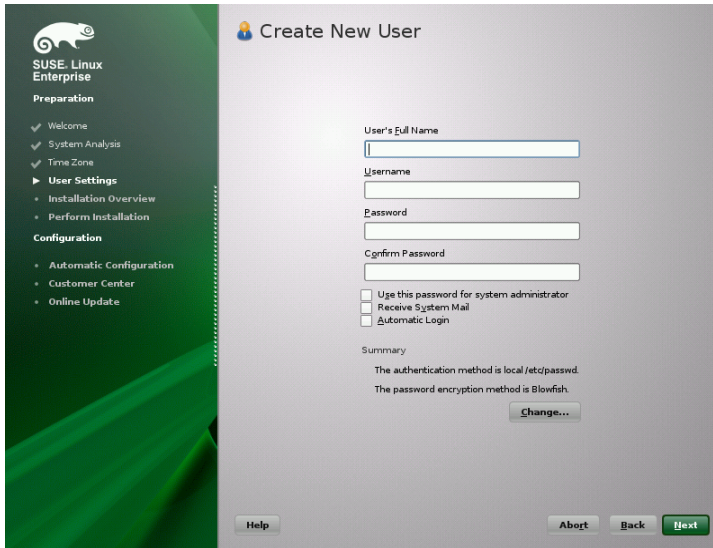 SUSE. Linux
Enterprise
Preparation
Welcome
System Analysis
Time Zone
User Settings
Installation Overview
Perform Installation
Configuration
Automatic Configuration
Customer Center
Online Update
Create New User
User's Full Name
Username
Password
Confirm Password
Use this password for system administrator
Receive System Mail
Automatic Login
Summary
The authentication method is local /etc/passwd.
The password encryption method is Blowfish.
Change...
Help
Abort
Back
Next